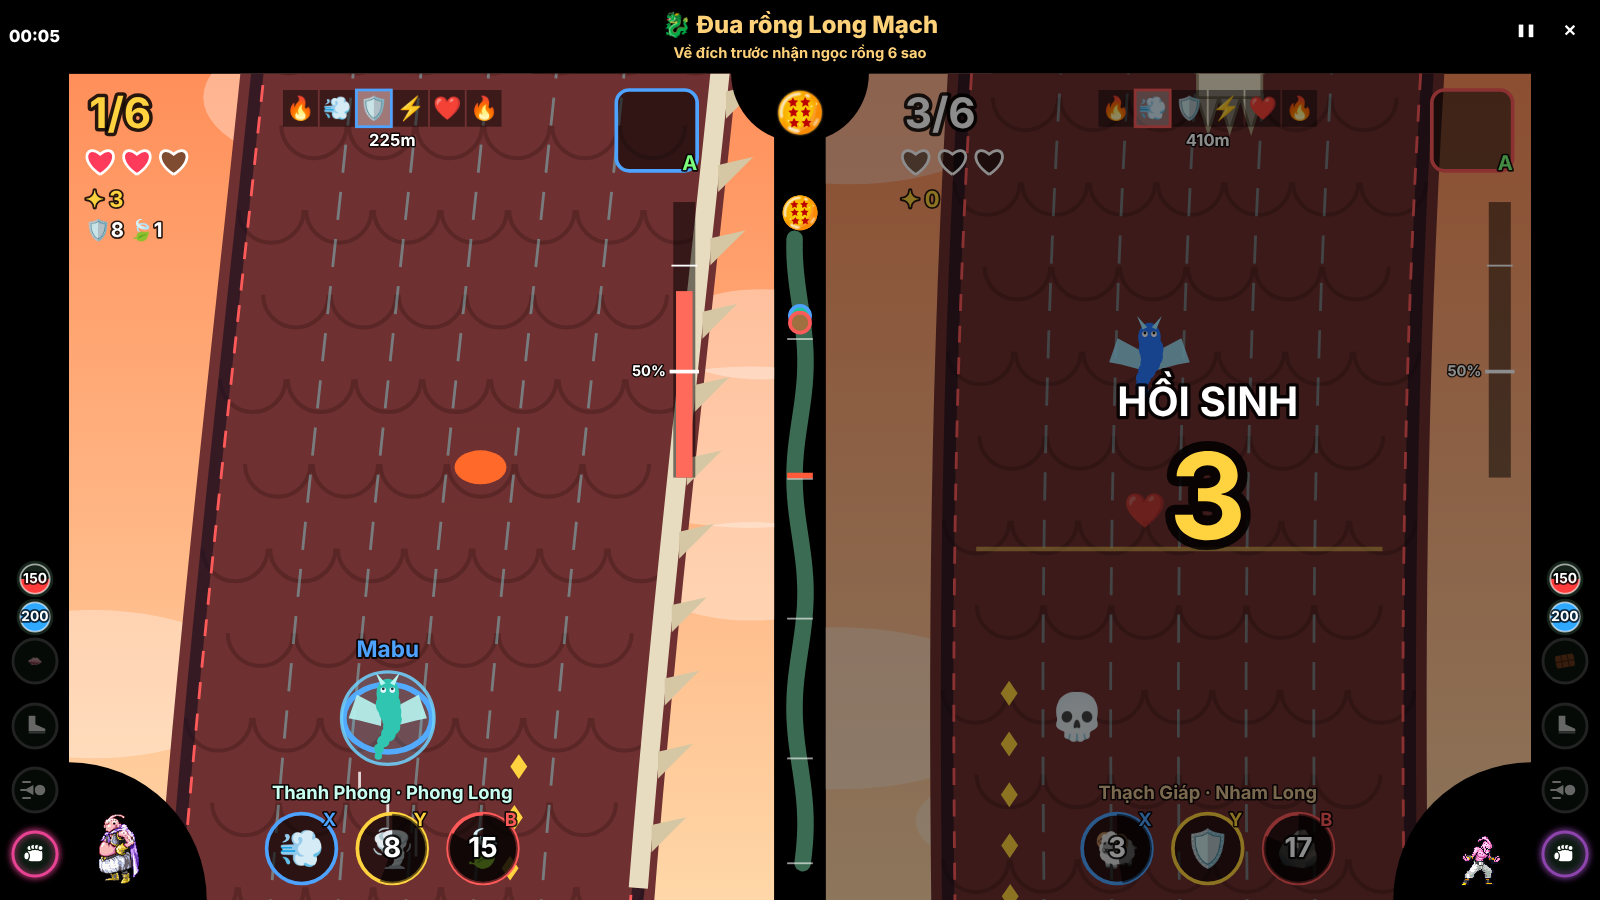 00:05
🐉 Đua rồng Long Mạch
Về đích trước nhận ngọc rồng 6 sao
1/6
225m
A
3
8 1
50%
Mabu
Thanh Phong · Phong Long
X
Y
8
B
15
3/6
410m
A
0
50%
HỒI SINH
3
Thạch Giáp · Nham Long
X
3
Y
B
17
150
200
150
200